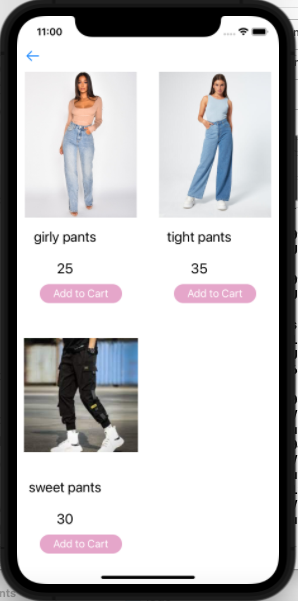 11:00
girly pants
tight pants
25
35
Add to Cart
Add to Cart
sweet pants
30
Add to Cart
nts